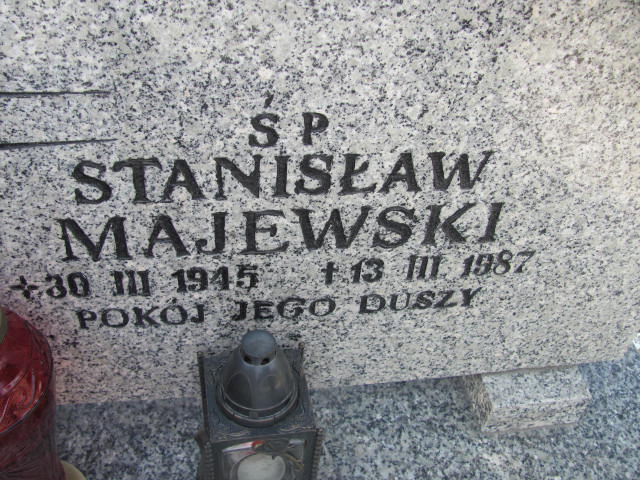 ŚP
STANISŁAW
MAJEWSKI
+30 III 1945 +13 III 1987
POKÓJ JEGO DUSZY